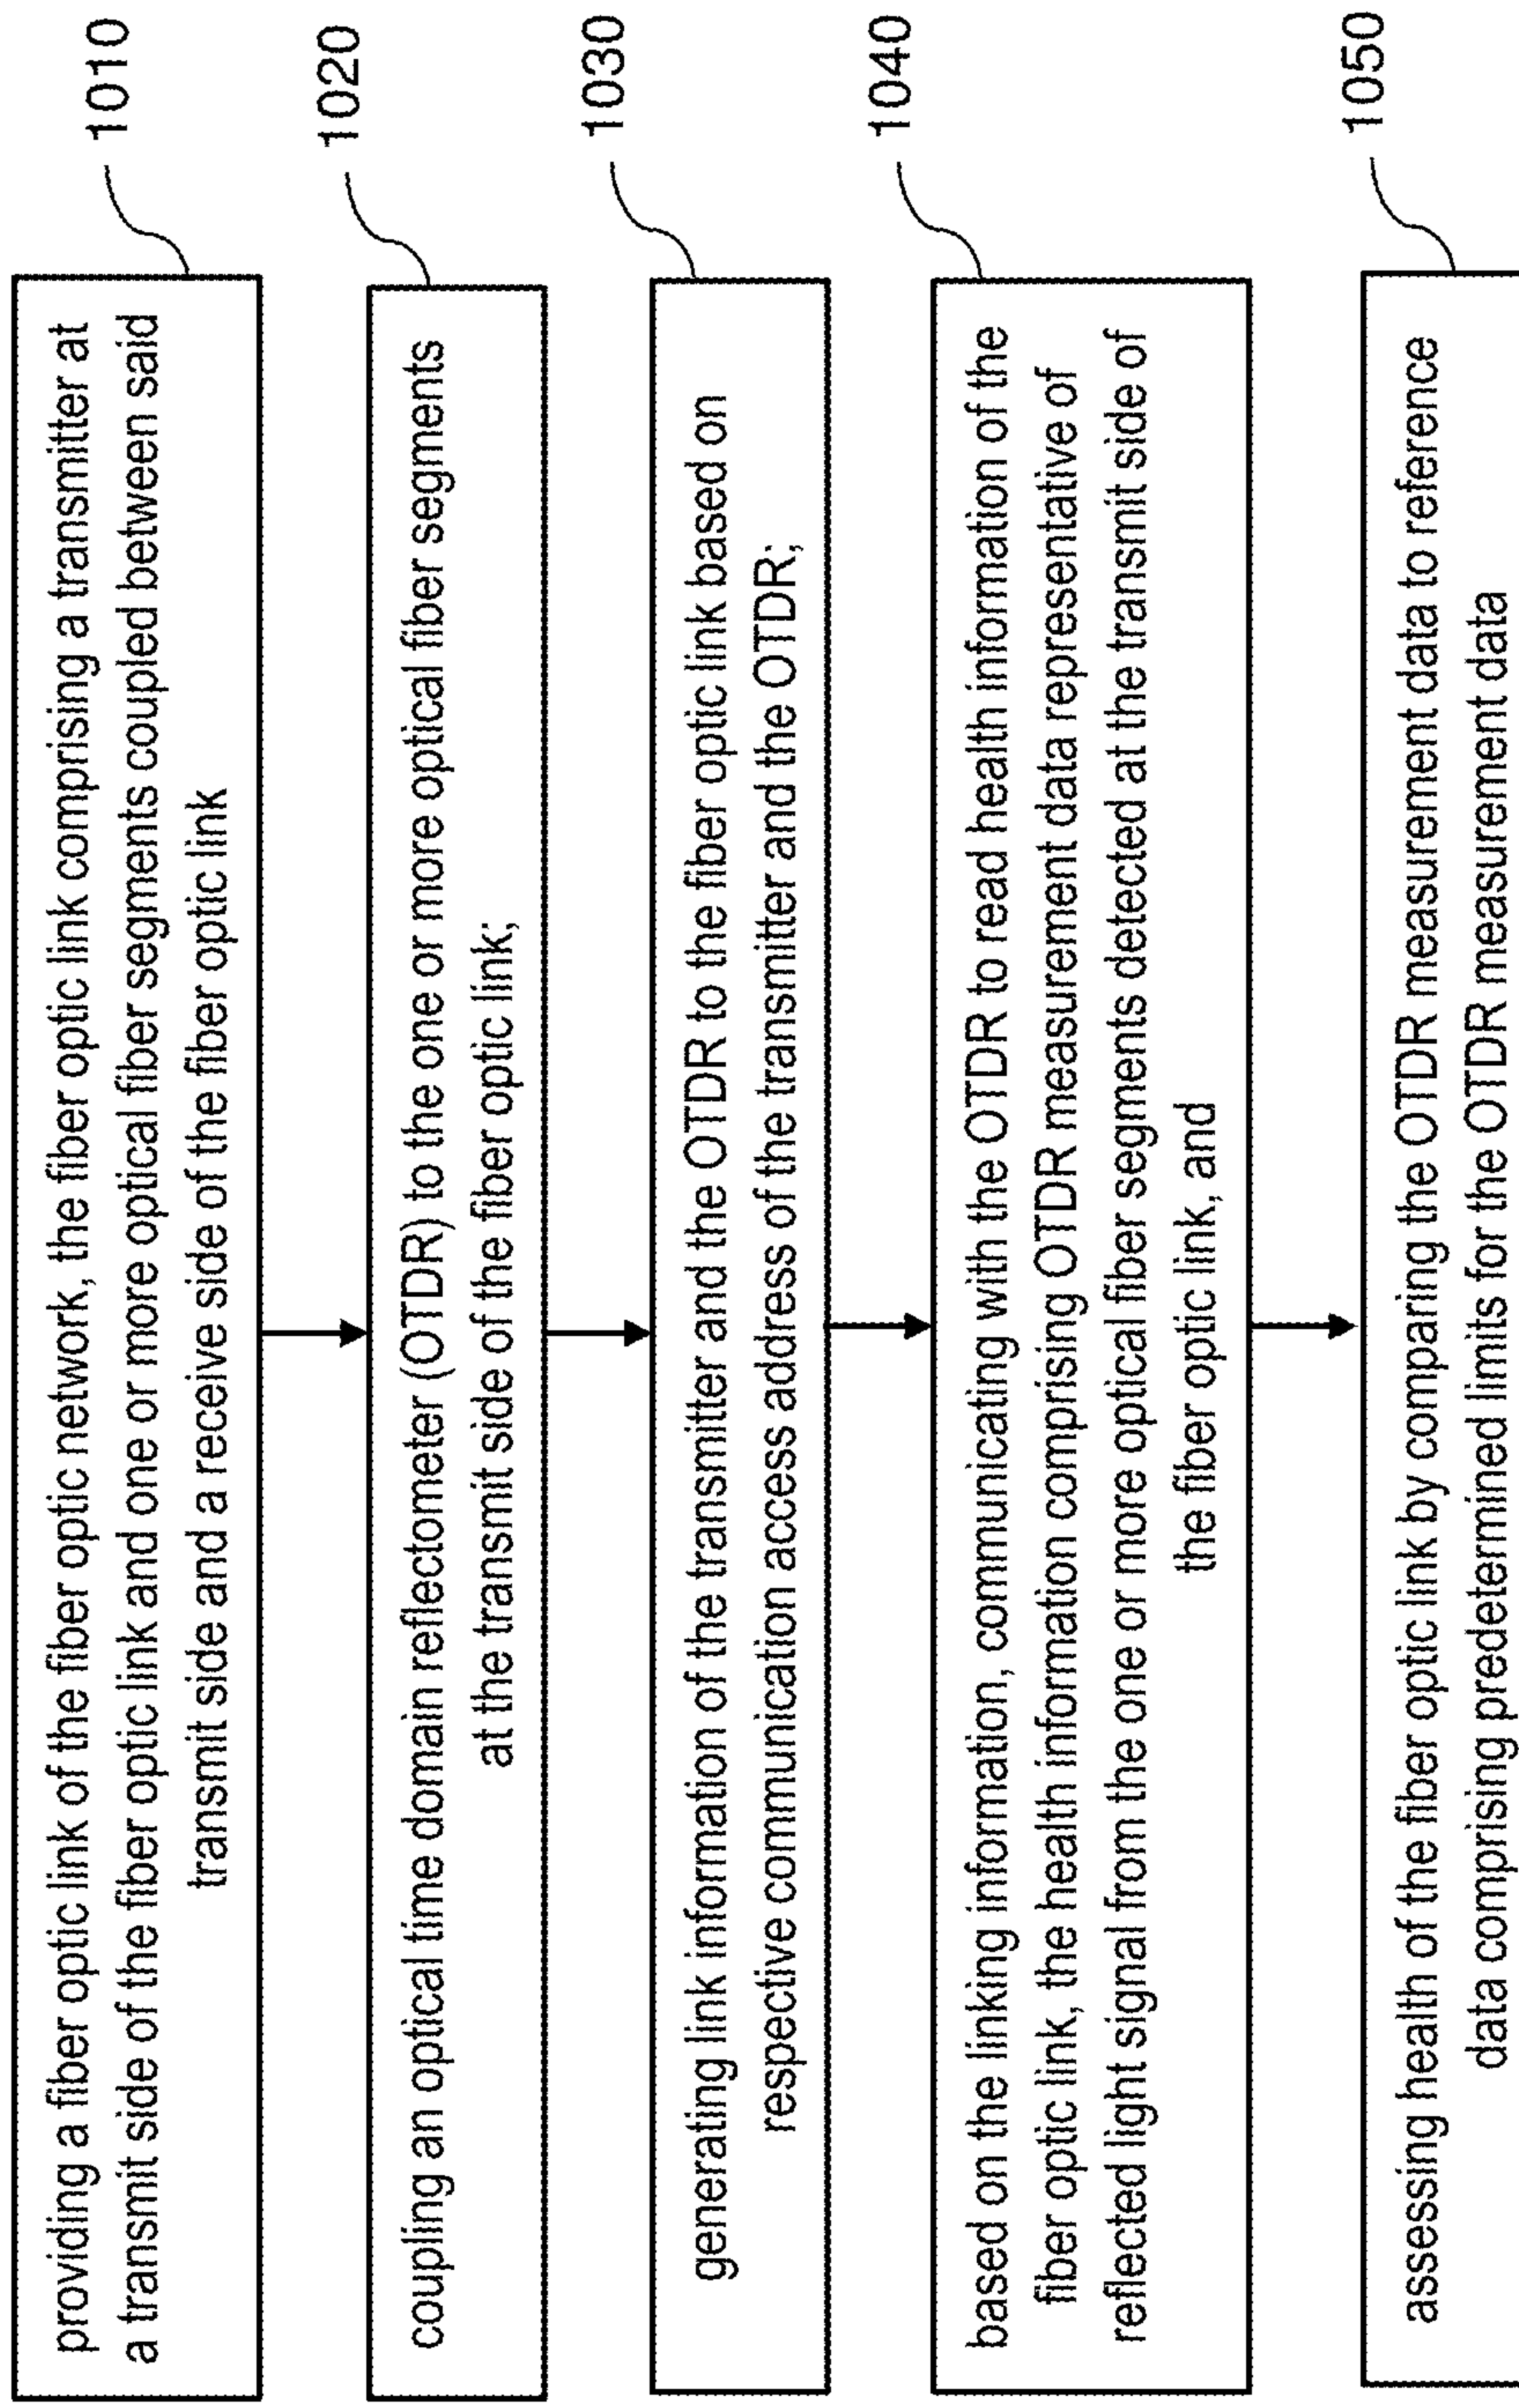 providing a fiber optic link of the fiber optic network, the fiber optic link comprising a transmitter at
a transmit side of the fiber optic link and one or more optical fiber segments coupled between said
transmit side and a receive side of the fiber optic link
1010
coupling an optical time domain reflectometer (OTDR) to the one or more optical fiber segments
at the transmit side of the fiber optic link;
1020
generating link information of the transmitter and the OTDR to the fiber optic link based on
respective communication access address of the transmitter and the OTDR;
1030
based on the linking information, communicating with the OTDR to read health information of the
fiber optic link, the health information comprising OTDR measurement data representative of
reflected light signal from the one or more optical fiber segments detected at the transmit side of
the fiber optic link, and
1040
assessing health of the fiber optic link by comparing the OTDR measurement data to reference
data comprising predetermined limits for the OTDR measurement data
1050